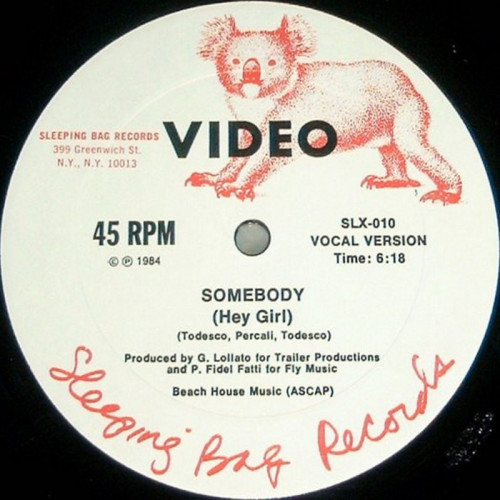 SLEEPING BAG RECORDS
399 Greenwich St.
N.Y., N.Y. 10013
VIDEO
45 RPM
© ℗ 1984
SLX-010
VOCAL VERSION
Time: 6:18
SOMEBODY
(Hey Girl)
(Todesco, Percali, Todesco)
Produced by G. Lollato for Trailer Productions
and P. Fidel Fatti for Fly Music
Beach House Music (ASCAP)
Sleeping Bag Records